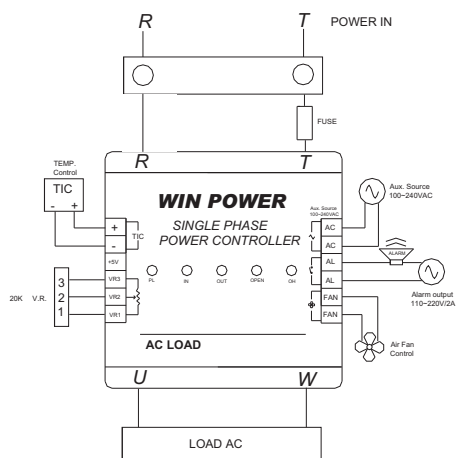 R
T
POWER IN
FUSE
R
T
TEMP.
Control
TIC
- +
WIN POWER
SINGLE PHASE
POWER CONTROLLER
Aux. Source
100~240VAC
Aux. Source
100~240VAC
+
-
TIC
+5V
VR3
VR2
VR1
20K V.R.
3
2
1
PL
IN
OUT
OPEN
OH
AC
AC
AL
AL
FAN
FAN
ALARM
Alarm output
110~220V/2A
Air Fan
Control
AC LOAD
U
W
LOAD AC